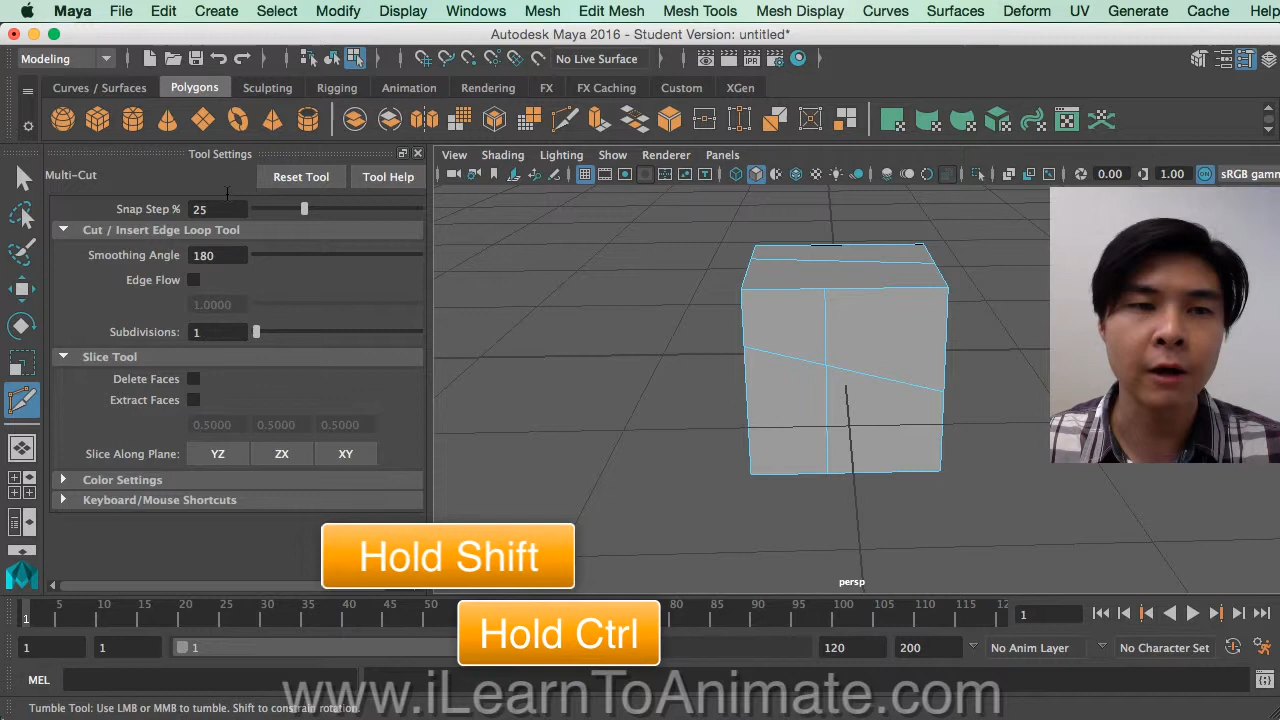 Maya File Edit Create Select Modify Display Windows Mesh Edit Mesh Mesh Tools Mesh Display Curves Surfaces Deform UV Generate Cache Help
Autodesk Maya 2016 - Student Version: untitled*
Modeling
No Live Surface
Curves / Surfaces Polygons Sculpting Rigging Animation Rendering FX FX Caching Custom XGen
Tool Settings
Multi-Cut
Reset Tool
Tool Help
Snap Step % 25
Cut / Insert Edge Loop Tool
Smoothing Angle 180
Edge Flow
1.0000
Subdivisions: 1
Slice Tool
Delete Faces
Extract Faces
0.5000 0.5000 0.5000
Slice Along Plane: YZ ZX XY
Color Settings
Keyboard/Mouse Shortcuts
View Shading Lighting Show Renderer Panels
0.00 1.00 sRGB gamm
persp
Hold Shift
Hold Ctrl
1 5 10 15 20 25 30 35 40 45 50 75 80 85 90 95 100 105 110 115 12
1
1 1 1 120 200 No Anim Layer No Character Set
MEL
www.iLearnToAnimate.com
Tumble Tool: Use LMB or MMB to tumble. Shift to constrain rotation.